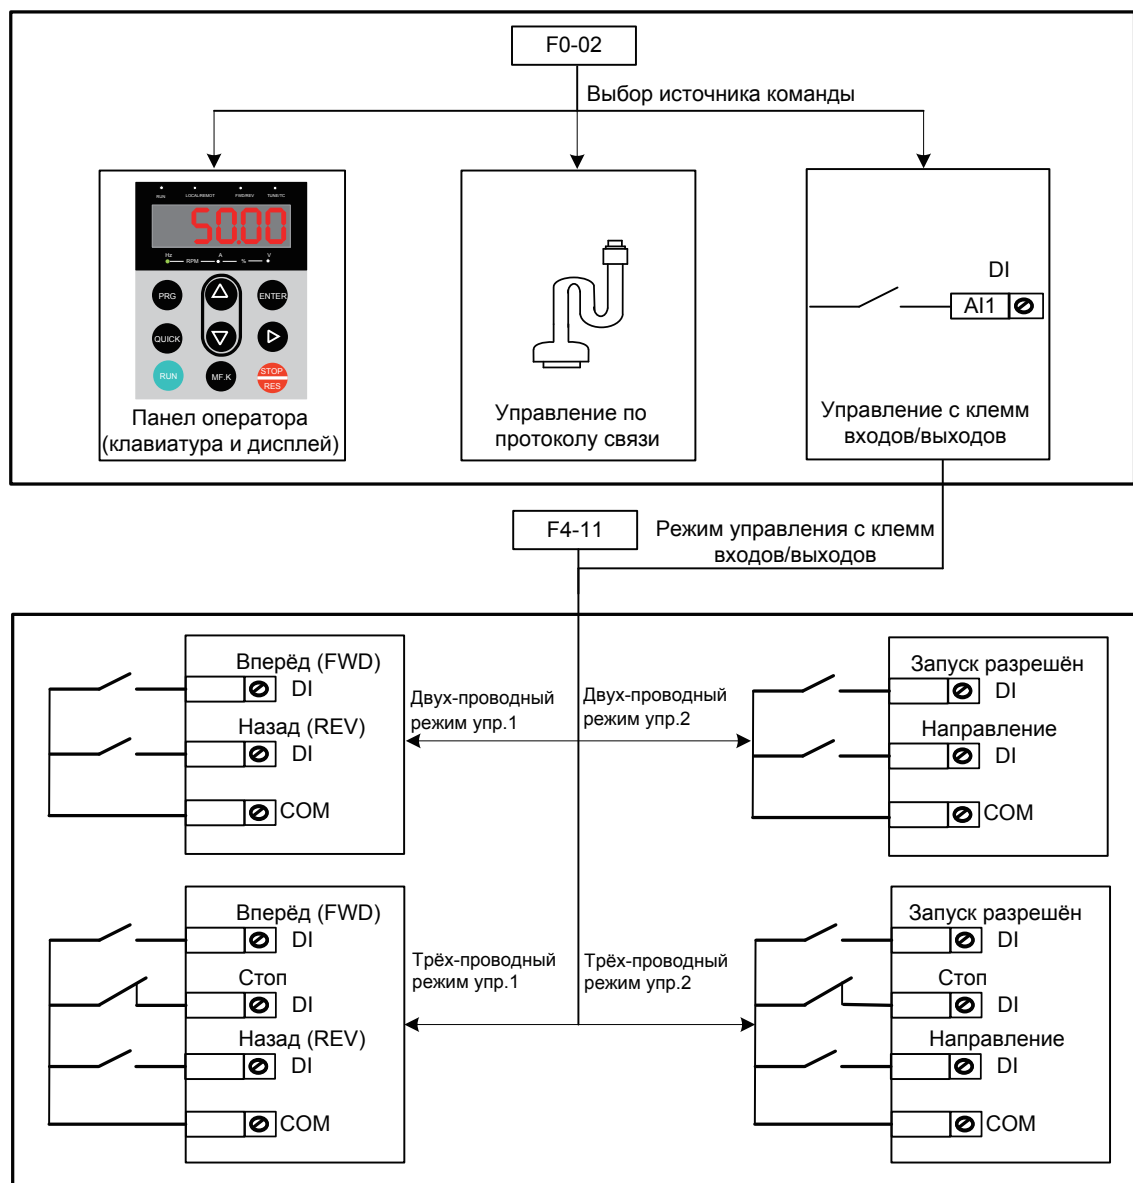 F0-02
Выбор источника команды
RUN LOCAL/REMOT FWD/REV TUNE/TC
50.00
Hz RPM A % V
PRG ENTER
QUICK
RUN MF.K STOP
RES
Панел оператора
(клавиатура и дисплей)
Управление по
протоколу связи
DI
AI1
Управление с клемм
входов/выходов
F4-11
Режим управления с клемм
входов/выходов
Вперёд (FWD)
DI
Назад (REV)
DI
COM
Двух-проводный
режим упр.1
Двух-проводный
режим упр.2
Запуск разрешён
DI
Направление
DI
COM
Вперёд (FWD)
DI
Стоп
DI
Назад (REV)
DI
COM
Трёх-проводный
режим упр.1
Трёх-проводный
режим упр.2
Запуск разрешён
DI
Стоп
DI
Направление
DI
COM